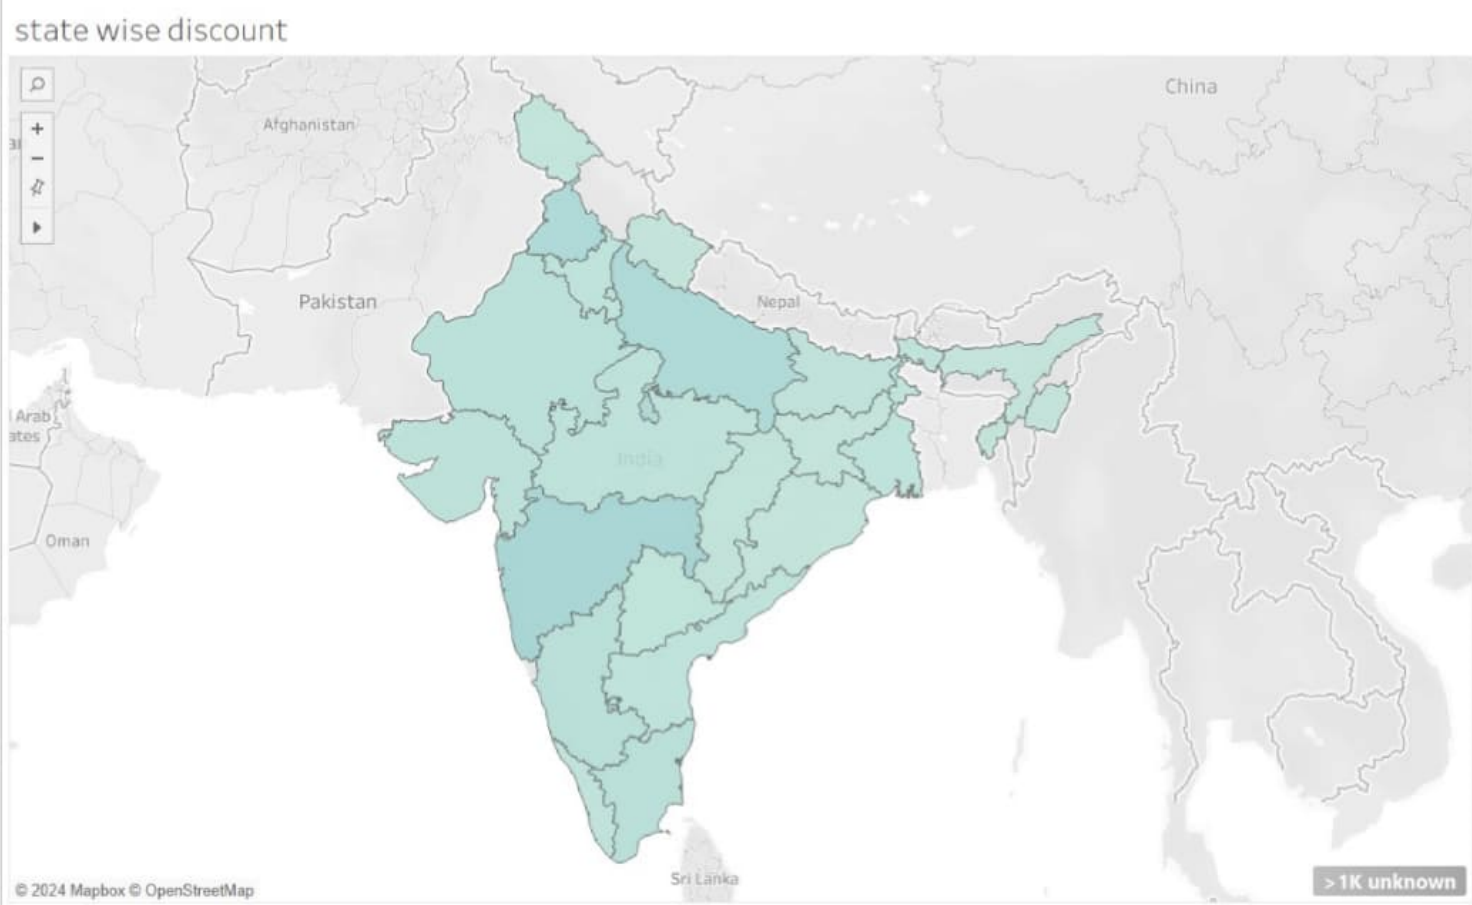 state wise discount
China
Afghanistan
Pakistan
Nepal
Arab
ates
India
Oman
Sri Lanka
© 2024 Mapbox © OpenStreetMap
>1K unknown